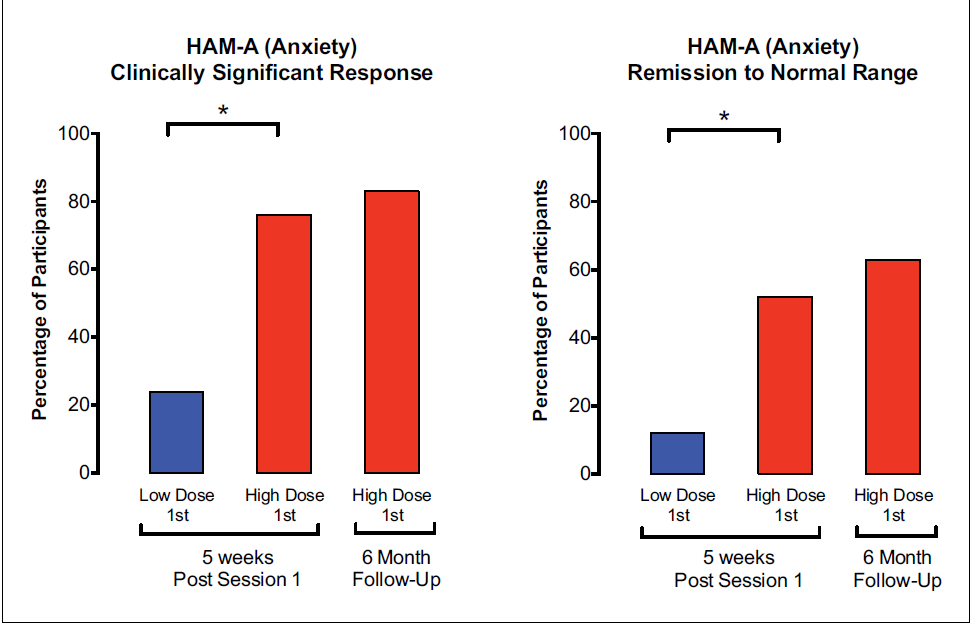 HAM-A (Anxiety)
Clinically Significant Response
*
Percentage of Participants
100
80
60
40
20
0
Low Dose
1st
High Dose
1st
High Dose
1st
5 weeks
Post Session 1
6 Month
Follow-Up
HAM-A (Anxiety)
Remission to Normal Range
*
Percentage of Participants
100
80
60
40
20
0
Low Dose
1st
High Dose
1st
High Dose
1st
5 weeks
Post Session 1
6 Month
Follow-Up